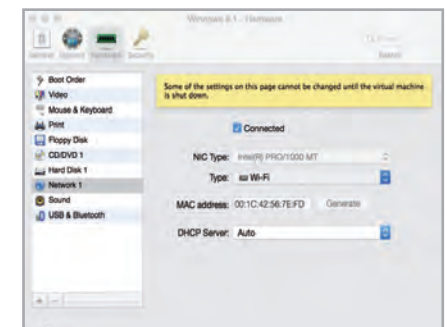 Windows 8.1 - Hardware
General Options Hardware Security
Search
Some of the settings on this page cannot be changed until the virtual machine
is shut down.
Boot Order
Video
Mouse & Keyboard
Print
Floppy Disk
CD/DVD 1
Hard Disk 1
Network 1
Sound
USB & Bluetooth
Connected
NIC Type: Intel(R) PRO/1000 MT
Type: Wi-Fi
MAC address: 00:1C:42:56:7E:FD Generate
DHCP Server: Auto